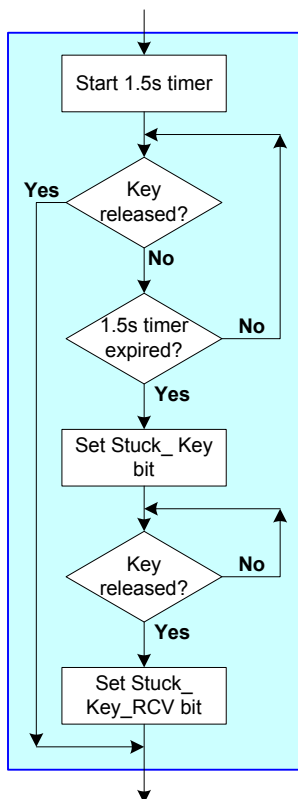 Start 1.5s timer
Yes
Key
released?
No
1.5s timer
expired?
No
Yes
Set Stuck_ Key
bit
Key
released?
No
Yes
Set Stuck_
Key_RCV bit